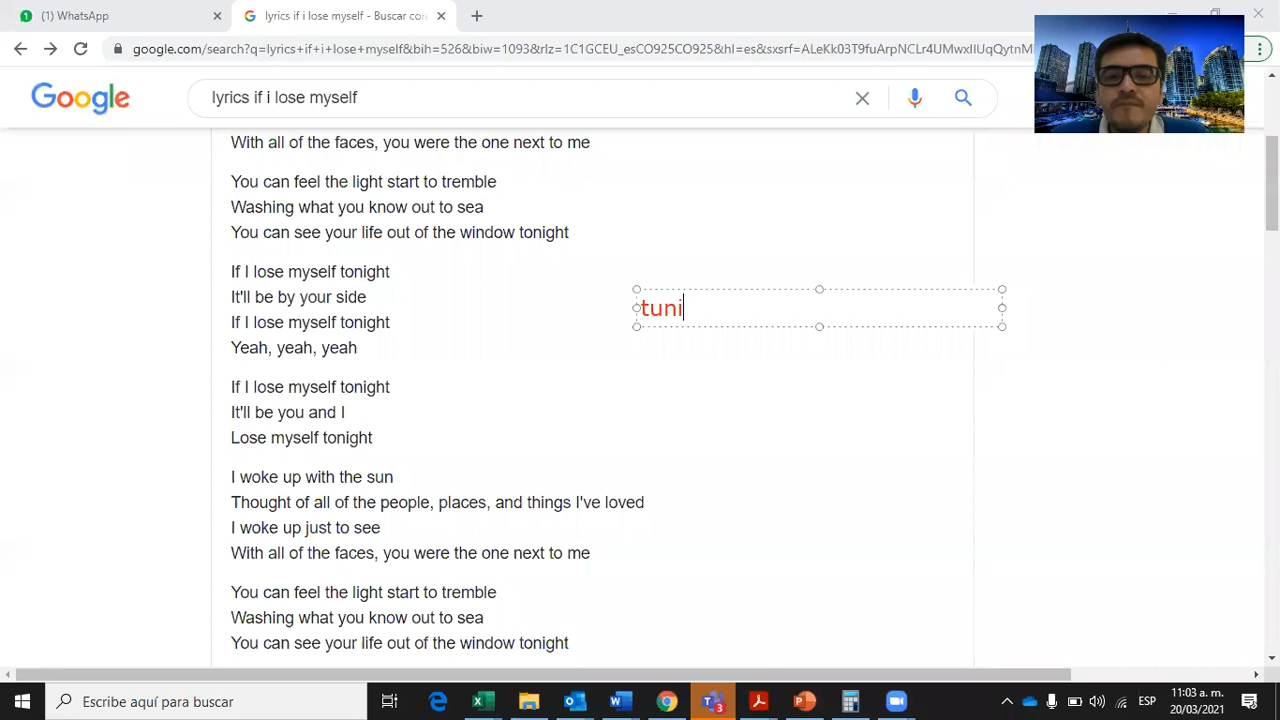 (1) WhatsApp
lyrics if i lose myself - Buscar con
google.com/search?q=lyrics+if+i+lose+myself&bih=526&biw=1093&rlz=1C1GCEU_esCO925CO925&hl=es&sxsrf=ALeKk03T9fuArpNCLr4UMwxIIUqQytnM
Google
lyrics if i lose myself
With all of the faces, you were the one next to me
You can feel the light start to tremble
Washing what you know out to sea
You can see your life out of the window tonight
If I lose myself tonight
It'll be by your side
If I lose myself tonight
Yeah, yeah, yeah
tuni
If I lose myself tonight
It'll be you and I
Lose myself tonight
I woke up with the sun
Thought of all of the people, places, and things I've loved
I woke up just to see
With all of the faces, you were the one next to me
You can feel the light start to tremble
Washing what you know out to sea
You can see your life out of the window tonight
Escribe aquí para buscar
3
ESP
11:03 a. m.
20/03/2021